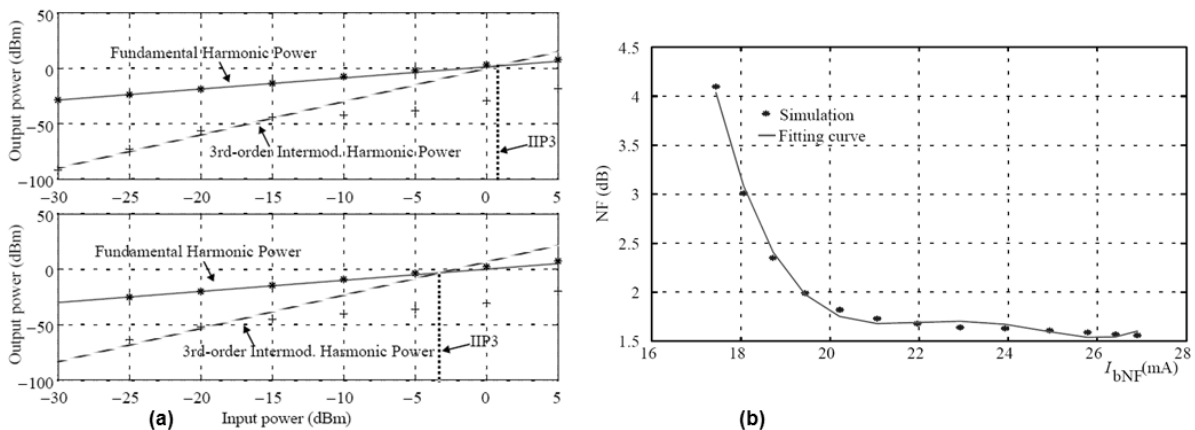 50
0
−50
−100
Output power (dBm)
Fundamental Harmonic Power
3rd-order Intermod. Harmonic Power
IIP3
−30 −25 −20 −15 −10 −5 0 5
50
0
−50
−100
Output power (dBm)
Fundamental Harmonic Power
3rd-order Intermod. Harmonic Power
IIP3
−30 −25 −20 −15 −10 −5 0 5
(a) Input power (dBm)
4.5
4
3.5
3
2.5
2
1.5
NF (dB)
Simulation
Fitting curve
16 18 20 22 24 26 28
IbNF(mA)
(b)